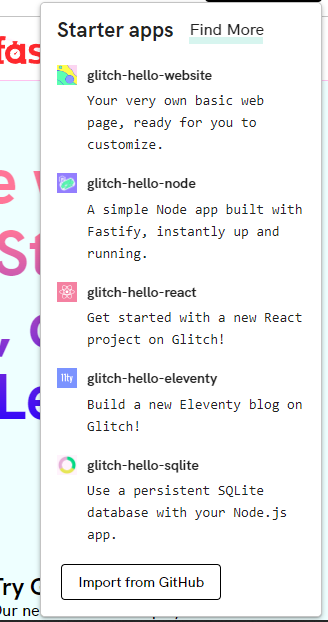 Starter apps Find More
glitch-hello-website
Your very own basic web
page, ready for you to
customize.
glitch-hello-node
A simple Node app built with
Fastify, instantly up and
running.
glitch-hello-react
Get started with a new React
project on Glitch!
11ty
glitch-hello-eleventy
Build a new Eleventy blog on
Glitch!
glitch-hello-sqlite
Use a persistent SQLite
database with your Node.js
app.
Import from GitHub